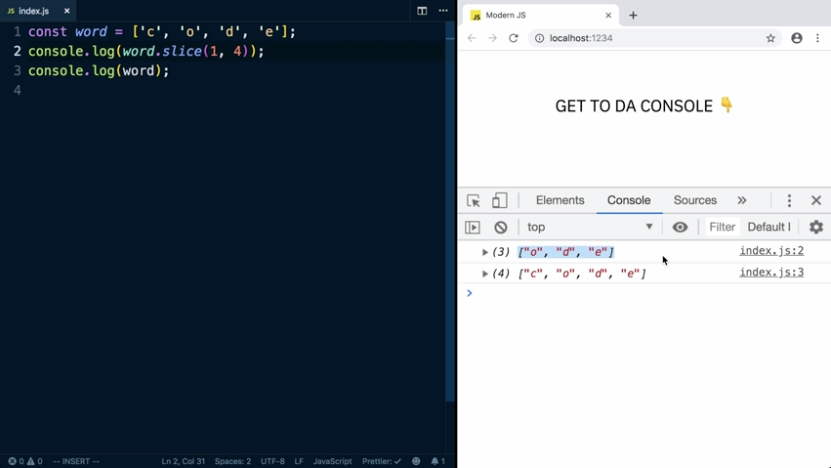 JS index.js ×
1 const word = ['c', 'o', 'd', 'e'];
2 console.log(word.slice(1, 4));
3 console.log(word);
4
0 0 -- INSERT -- Ln 2, Col 31 Spaces: 2 UTF-8 LF JavaScript Prettier: ✓ 1
JS Modern JS × +
localhost:1234
GET TO DA CONSOLE 👇
Elements Console Sources »
top ▼ Filter Default l
▶ (3) ["o", "d", "e"] index.js:2
▶ (4) ["c", "o", "d", "e"] index.js:3
>